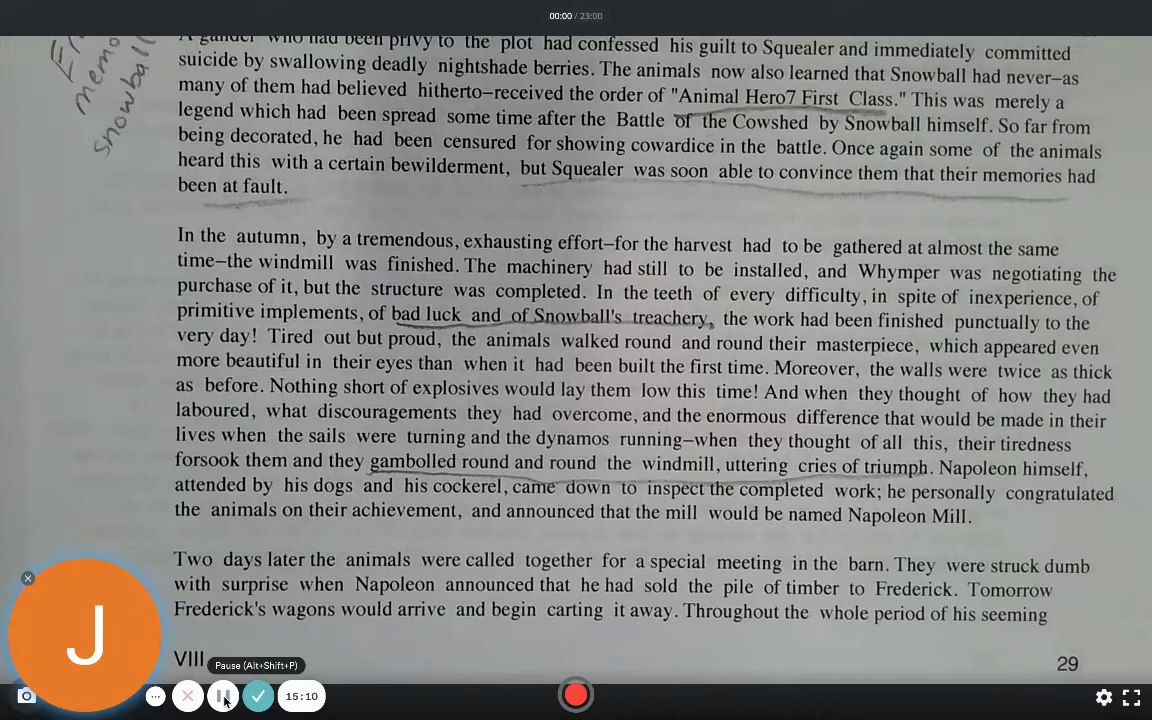 00:00 / 23:00
memo
Snowball
A gander who had been privy to the plot had confessed his guilt to Squealer and immediately committed
suicide by swallowing deadly nightshade berries. The animals now also learned that Snowball had never–as
many of them had believed hitherto–received the order of "Animal Hero7 First Class." This was merely a
legend which had been spread some time after the Battle of the Cowshed by Snowball himself. So far from
being decorated, he had been censured for showing cowardice in the battle. Once again some of the animals
heard this with a certain bewilderment, but Squealer was soon able to convince them that their memories had
been at fault.
In the autumn, by a tremendous, exhausting effort–for the harvest had to be gathered at almost the same
time–the windmill was finished. The machinery had still to be installed, and Whymper was negotiating the
purchase of it, but the structure was completed. In the teeth of every difficulty, in spite of inexperience, of
primitive implements, of bad luck and of Snowball's treachery, the work had been finished punctually to the
very day! Tired out but proud, the animals walked round and round their masterpiece, which appeared even
more beautiful in their eyes than when it had been built the first time. Moreover, the walls were twice as thick
as before. Nothing short of explosives would lay them low this time! And when they thought of how they had
laboured, what discouragements they had overcome, and the enormous difference that would be made in their
lives when the sails were turning and the dynamos running–when they thought of all this, their tiredness
forsook them and they gambolled round and round the windmill, uttering cries of triumph. Napoleon himself,
attended by his dogs and his cockerel, came down to inspect the completed work; he personally congratulated
the animals on their achievement, and announced that the mill would be named Napoleon Mill.
Two days later the animals were called together for a special meeting in the barn. They were struck dumb
with surprise when Napoleon announced that he had sold the pile of timber to Frederick. Tomorrow
Frederick's wagons would arrive and begin carting it away. Throughout the whole period of his seeming
J
VIII
29
Pause (Alt+Shift+P)
15:10